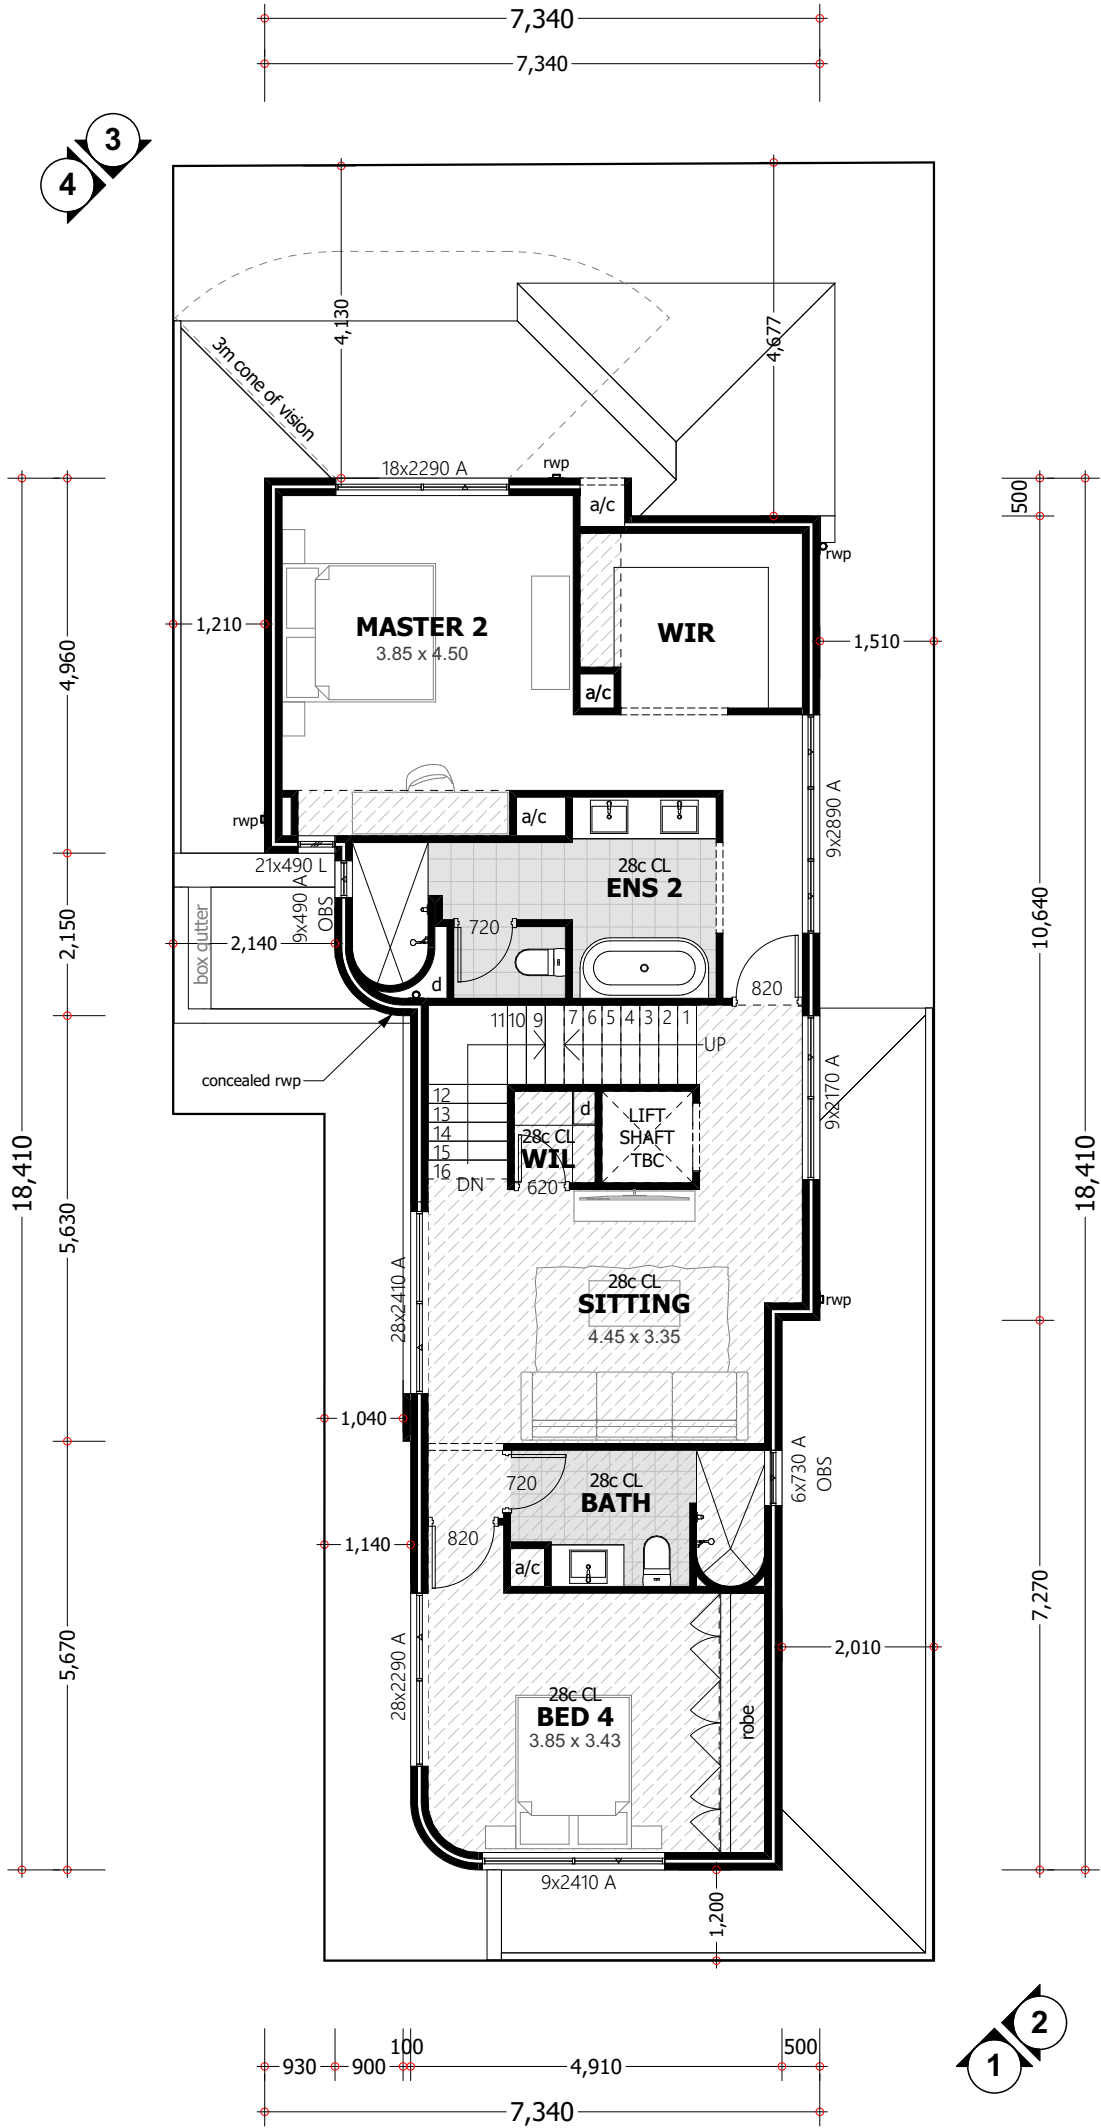 7,340
7,340
3
4
4,130
4,677
3m cone of vision
18x2290 A
rwp
a/c
500
rwp
1,210
MASTER 2
3.85 x 4.50
WIR
1,510
4,960
a/c
rwp
a/c
9x2890 A
21x490 L
28c CL
ENS 2
9x490 A
OBS
720
2,150
2,140
box gutter
10,640
d
820
11 10 9 7 6 5 4 3 2 1
UP
concealed rwp
9x2170 A
12
13
14
15
16
DN
d
28c CL
WIL
620
LIFT
SHAFT
TBC
18,410
18,410
5,630
28x2410 A
28c CL
SITTING
4.45 x 3.35
rwp
1,040
720
28c CL
BATH
6x730 A
OBS
1,140
820
a/c
7,270
5,670
28x2290 A
2,010
28c CL
BED 4
3.85 x 3.43
robe
9x2410 A
1,200
2
1
930
900
100
4,910
500
7,340